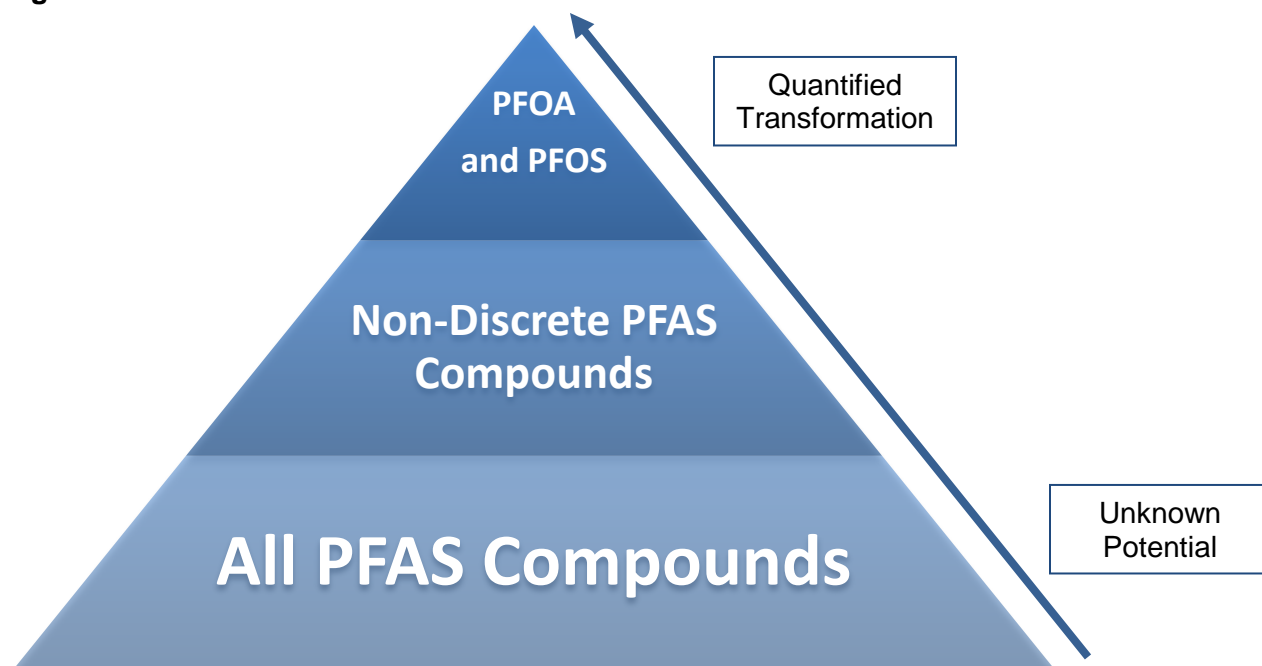 PFOA
and PFOS
Quantified
Transformation
Non-Discrete PFAS
Compounds
All PFAS Compounds
Unknown
Potential